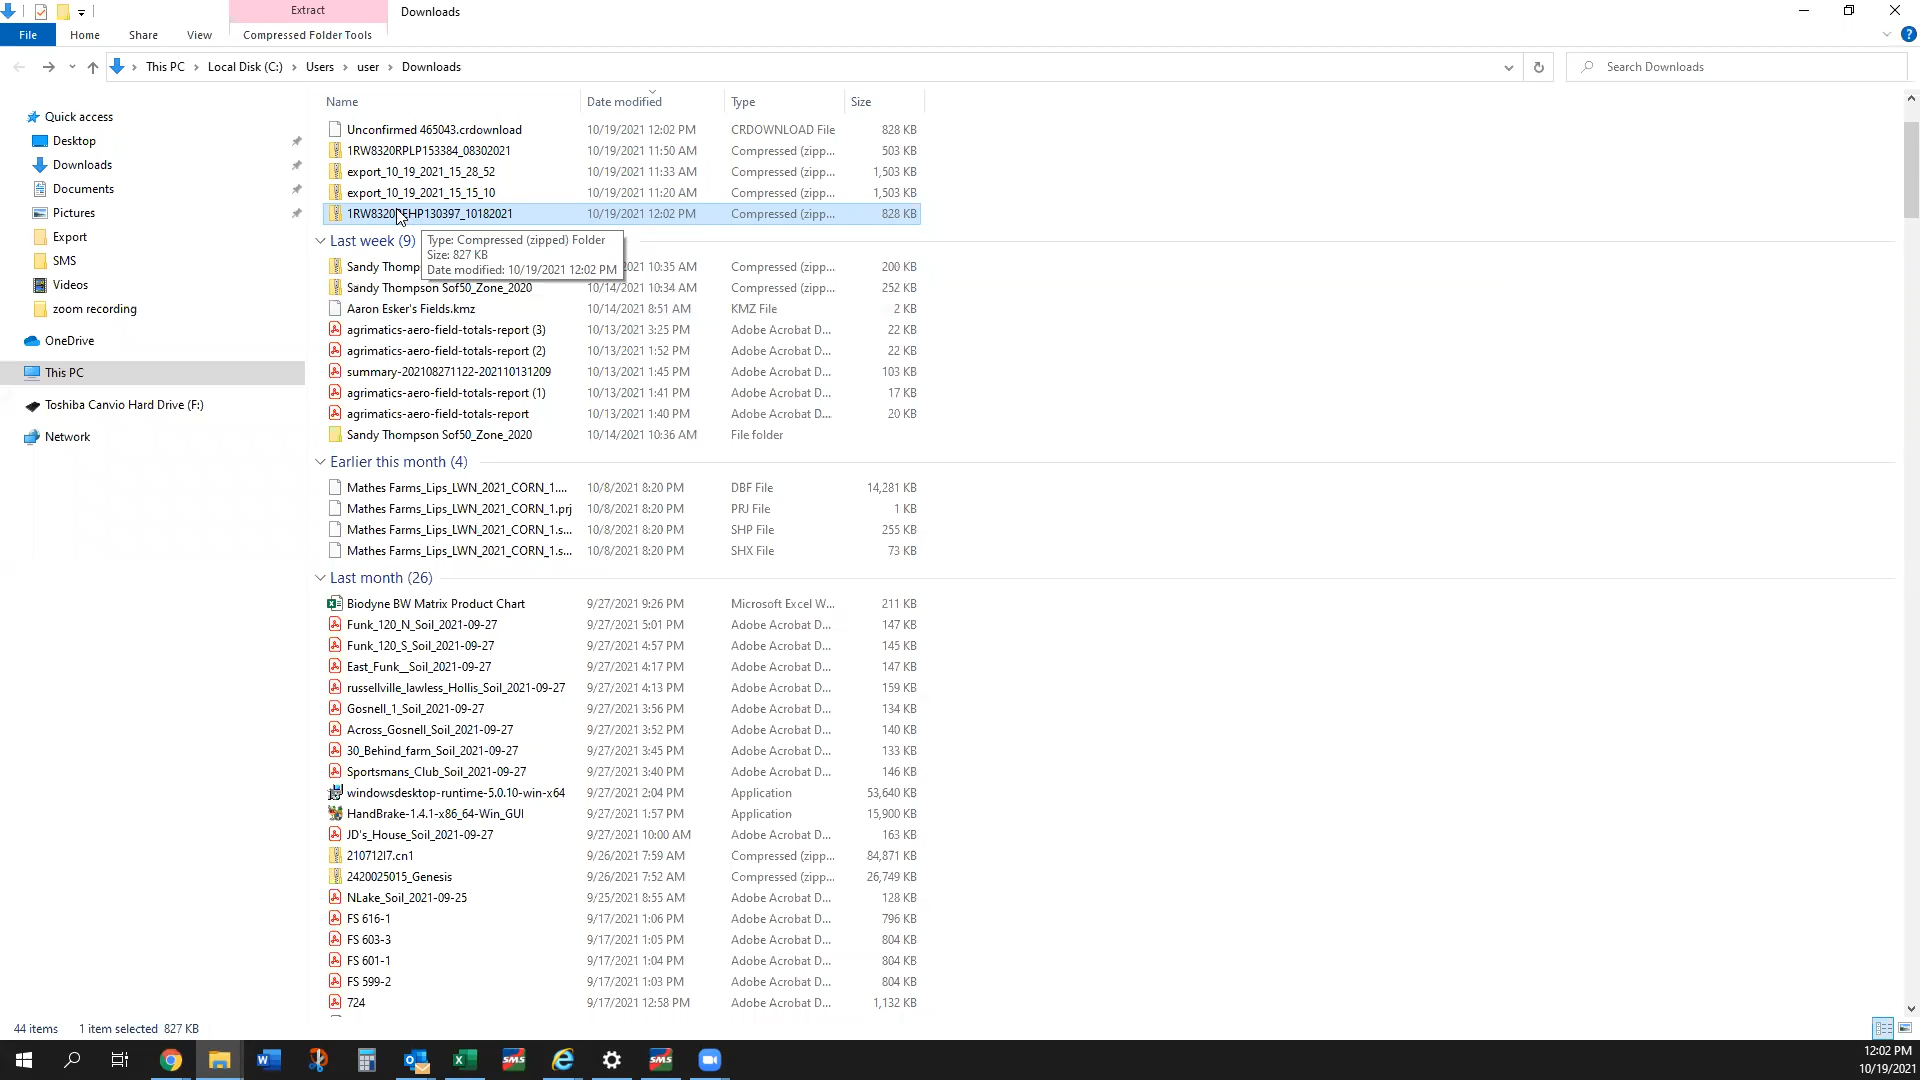 Extract
Downloads
File
Home
Share
View
Compressed Folder Tools
This PC
Local Disk (C:)
Users
user
Downloads
Search Downloads
Name
Date modified
Type
Size
Quick access
Desktop
Downloads
Documents
Pictures
Export
SMS
Videos
zoom recording
OneDrive
This PC
Toshiba Canvio Hard Drive (F:)
Network
Unconfirmed 465043.crdownload 10/19/2021 12:02 PM CRDOWNLOAD File 828 KB
1RW8320RPLP153384_08302021 10/19/2021 11:50 AM Compressed (zipp... 503 KB
export_10_19_2021_15_28_52 10/19/2021 11:33 AM Compressed (zipp... 1,503 KB
export_10_19_2021_15_15_10 10/19/2021 11:20 AM Compressed (zipp... 1,503 KB
10/19/2021 12:02 PM Compressed (zipp... 828 KB
Last week (9)
Type: Compressed (zipped) Folder
Size: 827 KB
Date modified: 10/19/2021 12:02 PM
Sandy Thomp 2021 10:35 AM Compressed (zipp... 200 KB
Sandy Thompson Sof50_Zone_2020 10/14/2021 10:34 AM Compressed (zipp... 252 KB
Aaron Esker's Fields.kmz 10/14/2021 8:51 AM KMZ File 2 KB
agrimatics-aero-field-totals-report (3) 10/13/2021 3:25 PM Adobe Acrobat D... 22 KB
agrimatics-aero-field-totals-report (2) 10/13/2021 1:52 PM Adobe Acrobat D... 22 KB
summary-202108271122-202110131209 10/13/2021 1:45 PM Adobe Acrobat D... 103 KB
agrimatics-aero-field-totals-report (1) 10/13/2021 1:41 PM Adobe Acrobat D... 17 KB
agrimatics-aero-field-totals-report 10/13/2021 1:40 PM Adobe Acrobat D... 20 KB
Sandy Thompson Sof50_Zone_2020 10/14/2021 10:36 AM File folder
Earlier this month (4)
Mathes Farms_Lips_LWN_2021_CORN_1.... 10/8/2021 8:20 PM DBF File 14,281 KB
Mathes Farms_Lips_LWN_2021_CORN_1.prj 10/8/2021 8:20 PM PRJ File 1 KB
Mathes Farms_Lips_LWN_2021_CORN_1.s... 10/8/2021 8:20 PM SHP File 255 KB
Mathes Farms_Lips_LWN_2021_CORN_1.s... 10/8/2021 8:20 PM SHX File 73 KB
Last month (26)
Biodyne BW Matrix Product Chart 9/27/2021 9:26 PM Microsoft Excel W... 211 KB
Funk_120_N_Soil_2021-09-27 9/27/2021 5:01 PM Adobe Acrobat D... 147 KB
Funk_120_S_Soil_2021-09-27 9/27/2021 4:57 PM Adobe Acrobat D... 145 KB
East_Funk__Soil_2021-09-27 9/27/2021 4:17 PM Adobe Acrobat D... 147 KB
russellville_lawless_Hollis_Soil_2021-09-27 9/27/2021 4:13 PM Adobe Acrobat D... 159 KB
Gosnell_1_Soil_2021-09-27 9/27/2021 3:56 PM Adobe Acrobat D... 134 KB
Across_Gosnell_Soil_2021-09-27 9/27/2021 3:52 PM Adobe Acrobat D... 140 KB
30_Behind_farm_Soil_2021-09-27 9/27/2021 3:45 PM Adobe Acrobat D... 133 KB
Sportsmans_Club_Soil_2021-09-27 9/27/2021 3:40 PM Adobe Acrobat D... 146 KB
windowsdesktop-runtime-5.0.10-win-x64 9/27/2021 2:04 PM Application 53,640 KB
HandBrake-1.4.1-x86_64-Win_GUI 9/27/2021 1:57 PM Application 15,900 KB
JD's_House_Soil_2021-09-27 9/27/2021 10:00 AM Adobe Acrobat D... 163 KB
210712I7.cn1 9/26/2021 7:59 AM Compressed (zipp... 84,871 KB
2420025015_Genesis 9/26/2021 7:52 AM Compressed (zipp... 26,749 KB
NLake_Soil_2021-09-25 9/25/2021 8:55 AM Adobe Acrobat D... 128 KB
FS 616-1 9/17/2021 1:06 PM Adobe Acrobat D... 796 KB
FS 603-3 9/17/2021 1:05 PM Adobe Acrobat D... 804 KB
FS 601-1 9/17/2021 1:04 PM Adobe Acrobat D... 804 KB
FS 599-2 9/17/2021 1:03 PM Adobe Acrobat D... 804 KB
724 9/17/2021 12:58 PM Adobe Acrobat D... 1,132 KB
44 items 1 item selected 827 KB
SMS
SMS
12:02 PM
10/19/2021